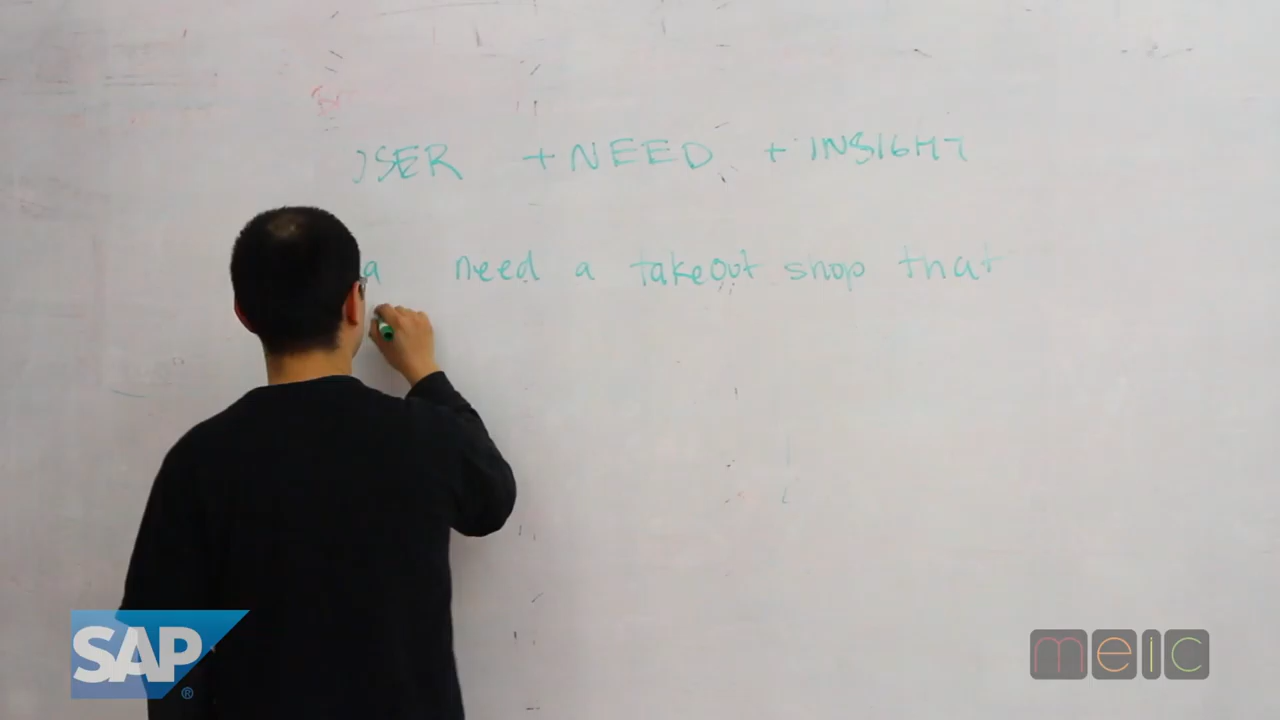 USER + NEED + INSIGHT
a need a takeout shop that
SAP®
meic